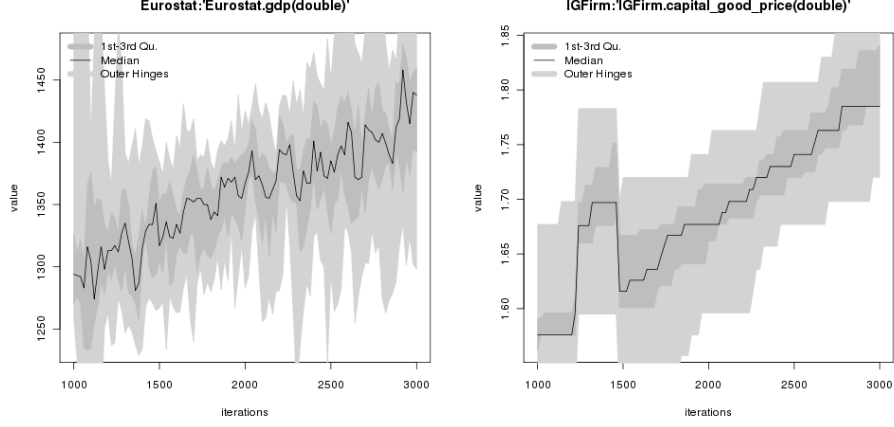 Eurostat:'Eurostat.gdp(double)'
1st-3rd Qu.
Median
Outer Hinges
value
1450
1400
1350
1300
1250
1000 1500 2000 2500 3000
iterations
IGFirm:'IGFirm.capital_good_price(double)'
1st-3rd Qu.
Median
Outer Hinges
value
1.85
1.80
1.75
1.70
1.65
1.60
1000 1500 2000 2500 3000
iterations